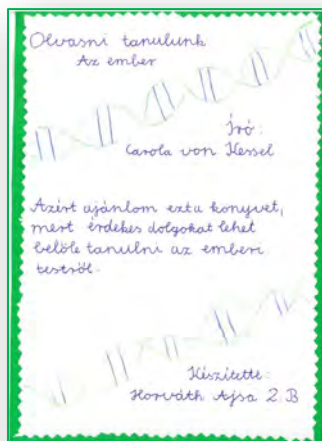 Olvasni tanulunk
Az ember
Író:
Carola von Kessel
Azért ajánlom ezt a könyvet,
mert érdekes dolgokat lehet
belőle tanulni az emberi
testről.
Készítette:
Horváth Ajsa 2. B